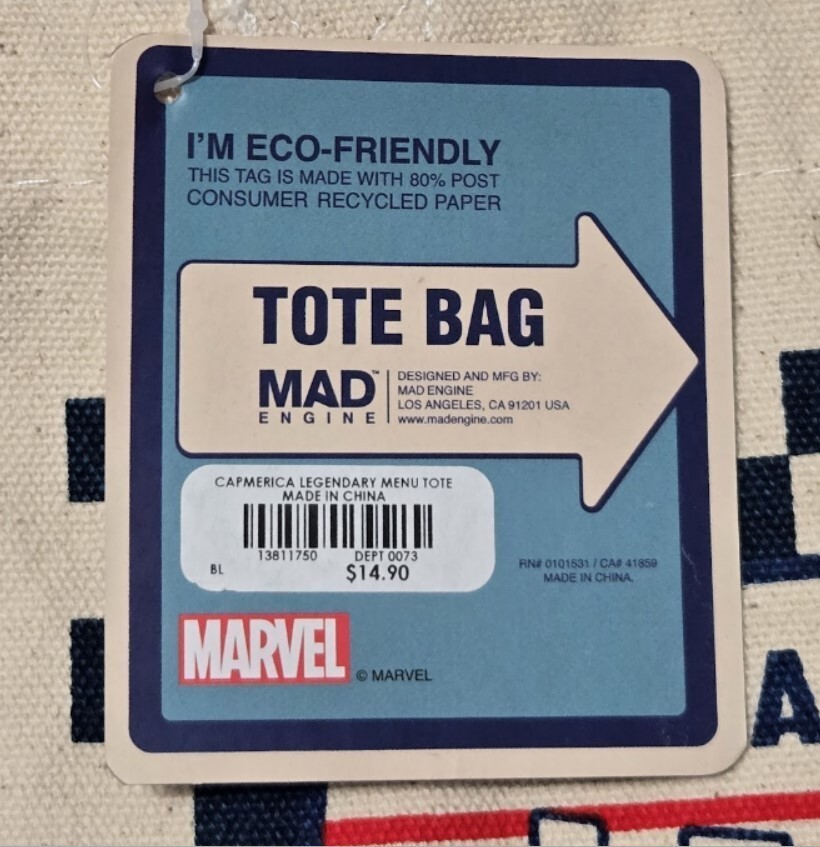 I'M ECO-FRIENDLY
THIS TAG IS MADE WITH 80% POST
CONSUMER RECYCLED PAPER
TOTE BAG
MAD™
ENGINE
DESIGNED AND MFG BY:
MAD ENGINE
LOS ANGELES, CA 91201 USA
www.madengine.com
CAPMERICA LEGENDARY MENU TOTE
MADE IN CHINA
13811750 DEPT 0073
BL $14.90
RN# 0101531 / CA# 41859
MADE IN CHINA.
MARVEL
© MARVEL
A